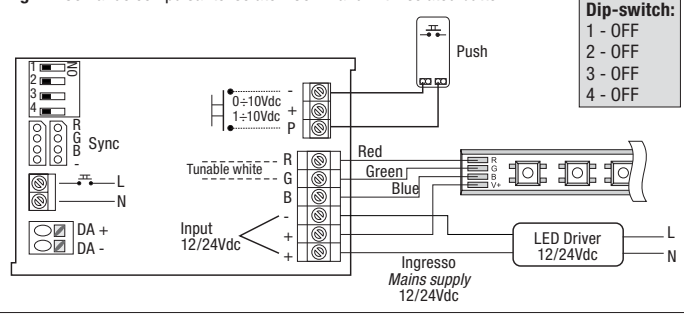 Dip-switch:
1 - OFF
2 - OFF
3 - OFF
4 - OFF
Push
1
2
3
4
ON
0÷10Vdc
1÷10Vdc
-
+
P
R
G
B
-
Sync
L
N
DA +
DA -
Tunable white
R
G
B
-
+
+
Input
12/24Vdc
Red
Green
Blue
R
G
B
V+
LED Driver
12/24Vdc
L
N
Ingresso
Mains supply
12/24Vdc